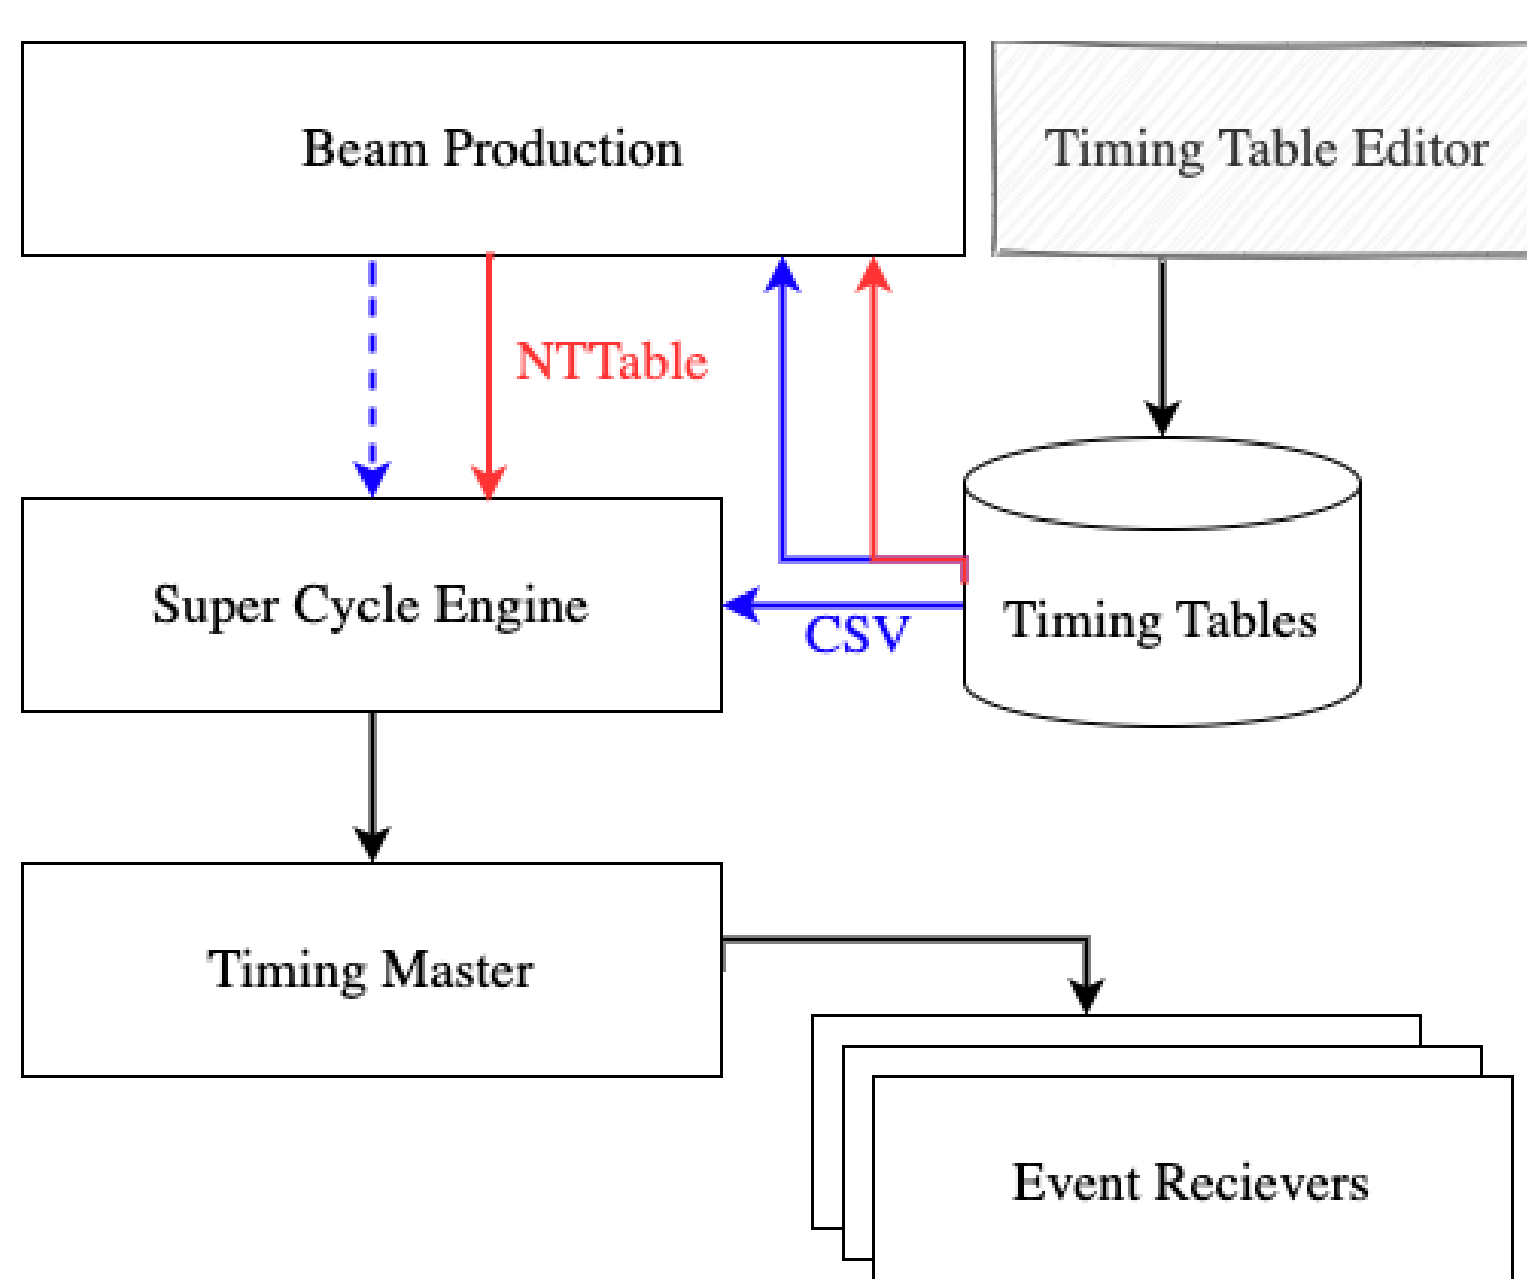 Beam Production
Timing Table Editor
NTTable
Super Cycle Engine
CSV
Timing Tables
Timing Master
Event Recievers